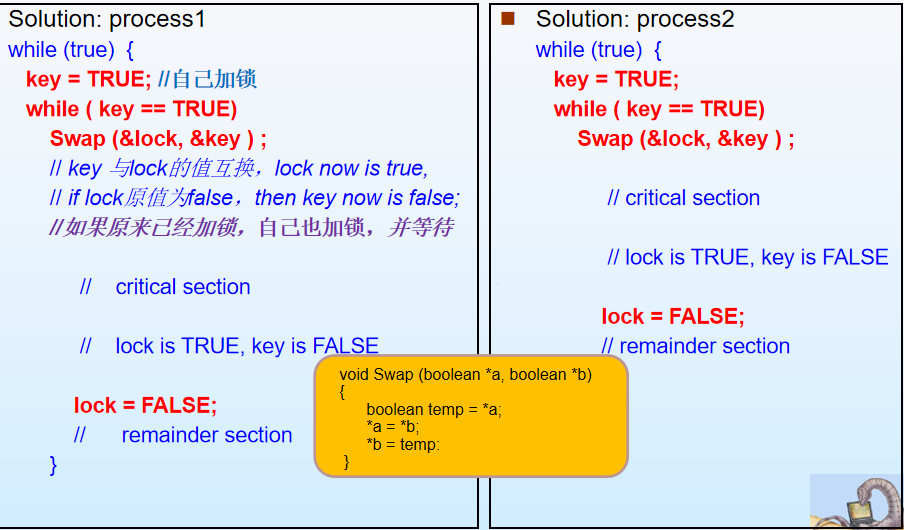 Solution: process1
while (true) {
key = TRUE; //自己加锁
while ( key == TRUE)
Swap (&lock, &key ) ;
// key 与lock的值互换，lock now is true,
// if lock原值为false，then key now is false;
//如果原来已经加锁，自己也加锁，并等待
// critical section
// lock is TRUE, key is FALSE
lock = FALSE;
// remainder section
}
Solution: process2
while (true) {
key = TRUE;
while ( key == TRUE)
Swap (&lock, &key ) ;
// critical section
// lock is TRUE, key is FALSE
lock = FALSE;
// remainder section
void Swap (boolean *a, boolean *b)
{
boolean temp = *a;
*a = *b;
*b = temp:
}